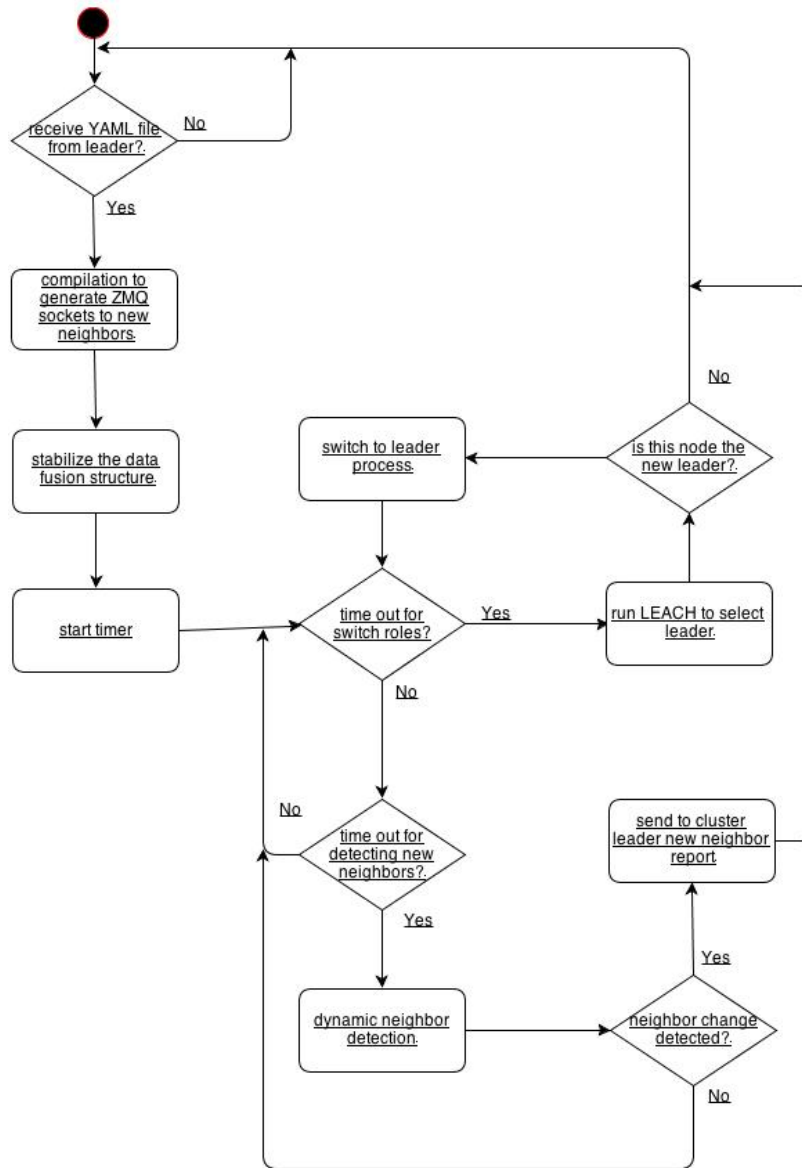 receive YAML file
from leader?.
No
Yes
compilation to
generate ZMQ
sockets to new
neighbors.
stabilize the data
fusion structure.
start timer
switch to leader
process.
is this node the
new leader?.
No
time out for
switch roles?
Yes
run LEACH to select
leader.
No
time out for
detecting new
neighbors?.
No
Yes
send to cluster
leader new neighbor
report.
dynamic neighbor
detection.
neighbor change
detected?.
Yes
No